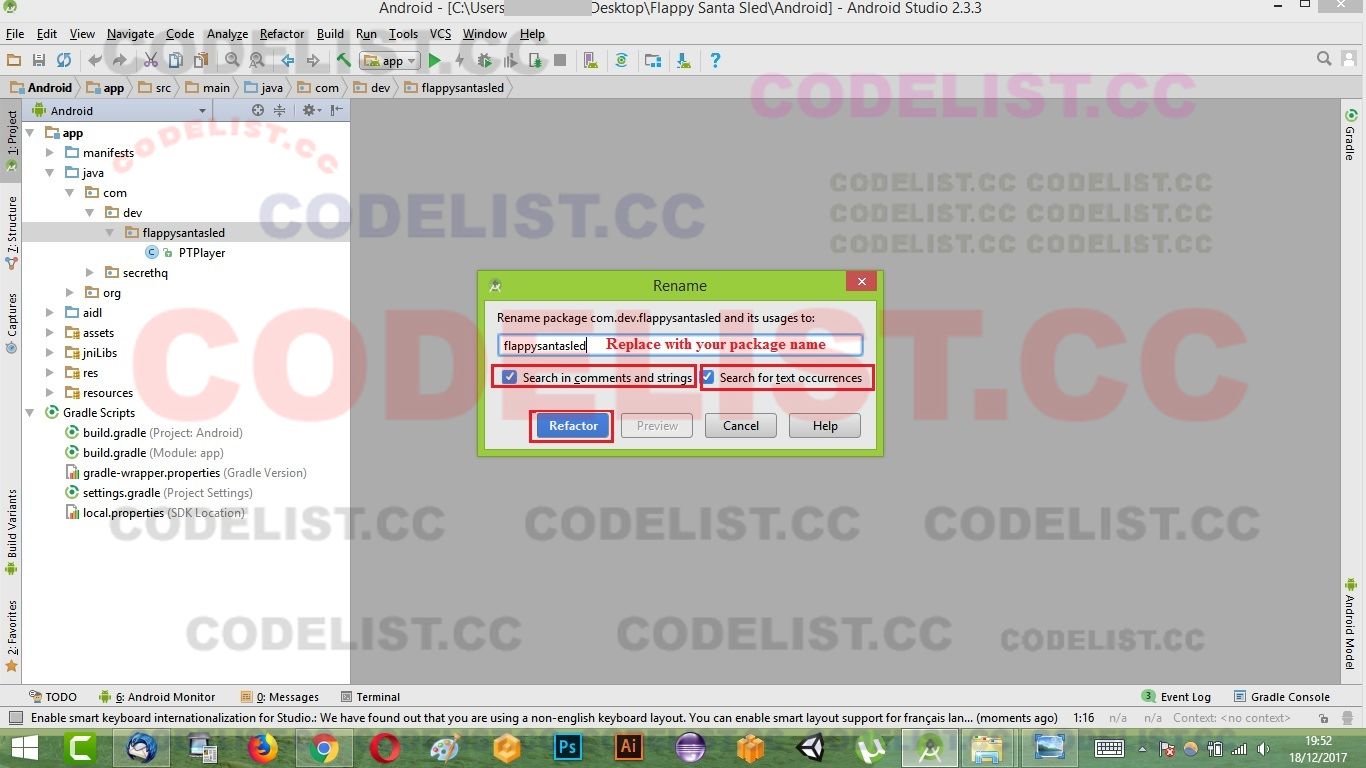 Android - [C:\Users Desktop\Flappy Santa Sled\Android] - Android Studio 2.3.3
File Edit View Navigate Code Analyze Refactor Build Run Tools VCS Window Help
CODELIST.CC
app
Android app src main java com dev flappysantasled
CODELIST.CC
Android
1: Project
Gradle
app
CODELIST.CC
manifests
java
com
CODELIST.CC
CODELIST.CC CODELIST.CC
dev
CODELIST.CC CODELIST.CC
flappysantasled
CODELIST.CC CODELIST.CC
PTPlayer
7: Structure
secrethq
org
Captures
aidl
assets
jniLibs
res
resources
CODELIST.CC
Rename
Rename package com.dev.flappysantasled and its usages to:
flappysantasled Replace with your package name
Search in comments and strings Search for text occurrences
Refactor Preview Cancel Help
Gradle Scripts
build.gradle (Project: Android)
build.gradle (Module: app)
gradle-wrapper.properties (Gradle Version)
settings.gradle (Project Settings)
local.properties (SDK Location)
CODELIST.CC CODELIST.CC CODELIST.CC
Build Variants
2: Favorites
Android Model
CODELIST.CC CODELIST.CC CODELIST.CC
TODO 6: Android Monitor 0: Messages Terminal 3 Event Log Gradle Console
Enable smart keyboard internationalization for Studio.: We have found out that you are using a non-english keyboard layout. You can enable smart layout support for français lan... (moments ago) 1:16 n/a n/a Context: <no context>
Ps Ai
19:52
18/12/2017